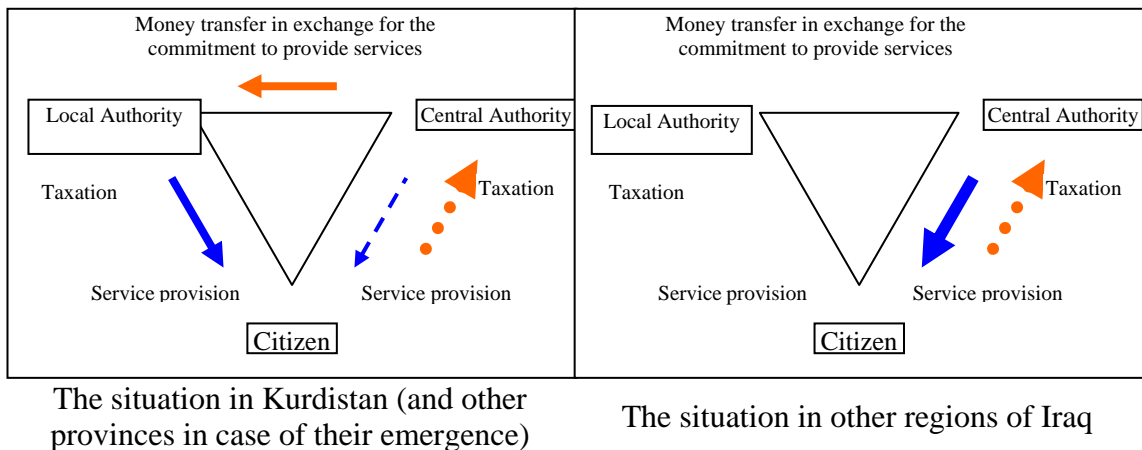 Money transfer in exchange for the
commitment to provide services
Local Authority
Central Authority
Taxation
Taxation
Service provision
Service provision
Citizen
The situation in Kurdistan (and other
provinces in case of their emergence)
Money transfer in exchange for the
commitment to provide services
Local Authority
Central Authority
Taxation
Taxation
Service provision
Service provision
Citizen
The situation in other regions of Iraq